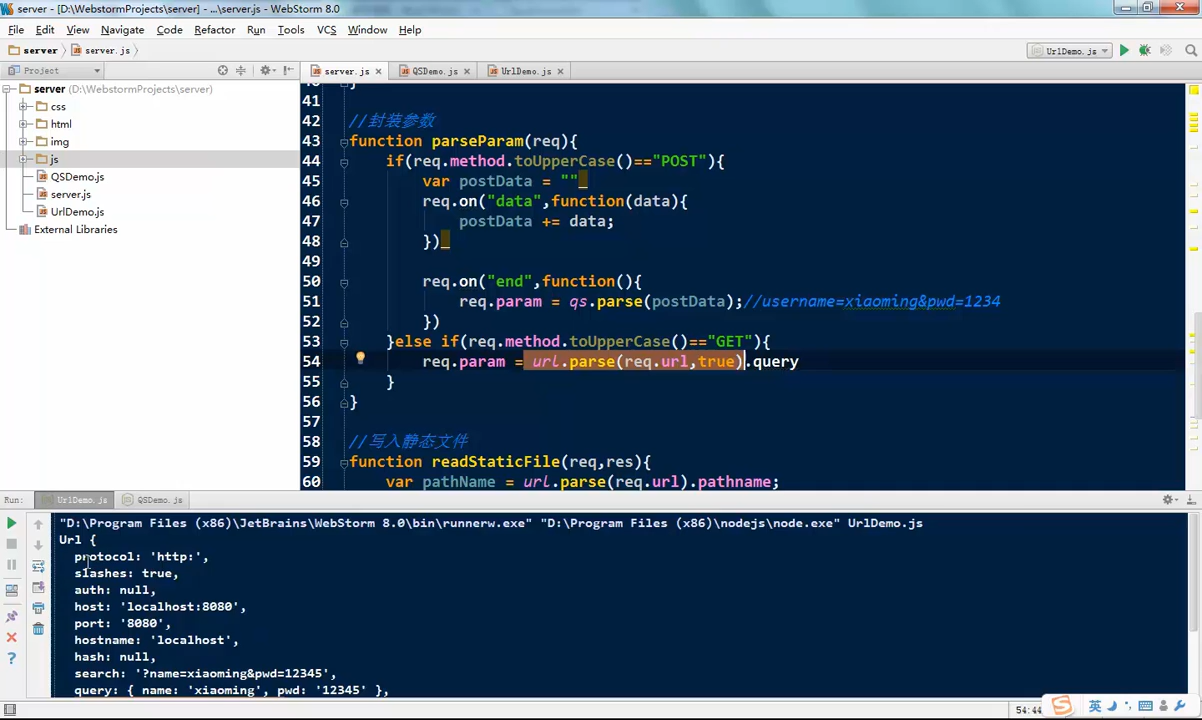 server - [D:\WebstormProjects\server] - ...\server.js - WebStorm 8.0
File Edit View Navigate Code Refactor Run Tools VCS Window Help
server server.js UrlDemo.js
Project server.js QSDemo.js UrlDemo.js
server (D:\WebstormProjects\server)
css
html
img
js
QSDemo.js
server.js
UrlDemo.js
External Libraries
41
42 //封装参数
43 function parseParam(req){
44 if(req.method.toUpperCase()=="POST"){
45 var postData = ""
46 req.on("data",function(data){
47 postData += data;
48 })
49
50 req.on("end",function(){
51 req.param = qs.parse(postData);//username=xiaoming&pwd=1234
52 })
53 }else if(req.method.toUpperCase()=="GET"){
54 req.param = url.parse(req.url,true).query
55 }
56 }
57
58 //写入静态文件
59 function readStaticFile(req,res){
60 var pathName = url.parse(req.url).pathname;
Run: UrlDemo.js QSDemo.js
"D:\Program Files (x86)\JetBrains\WebStorm 8.0\bin\runnerw.exe" "D:\Program Files (x86)\nodejs\node.exe" UrlDemo.js
Url {
protocol: 'http:',
slashes: true,
auth: null,
host: 'localhost:8080',
port: '8080',
hostname: 'localhost',
hash: null,
search: '?name=xiaoming&pwd=12345',
query: { name: 'xiaoming', pwd: '12345' },
54:44
英